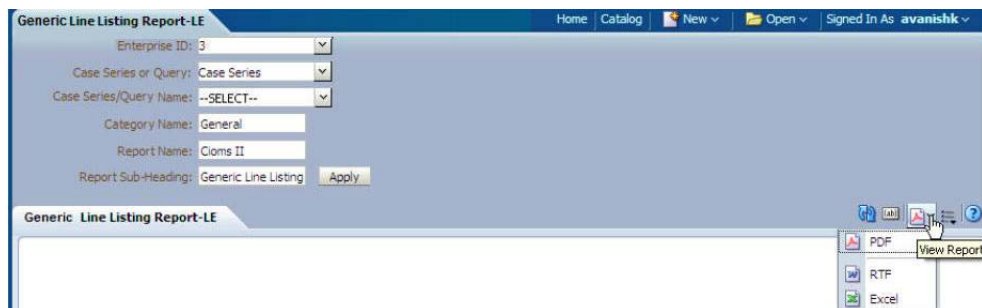 Generic Line Listing Report-LE
Home Catalog New Open Signed In As avanishk
Enterprise ID: 3
Case Series or Query: Case Series
Case Series/Query Name: --SELECT--
Category Name: General
Report Name: Cioms II
Report Sub-Heading: Generic Line Listing Apply
Generic Line Listing Report-LE
PDF
View Report
RTF
Excel